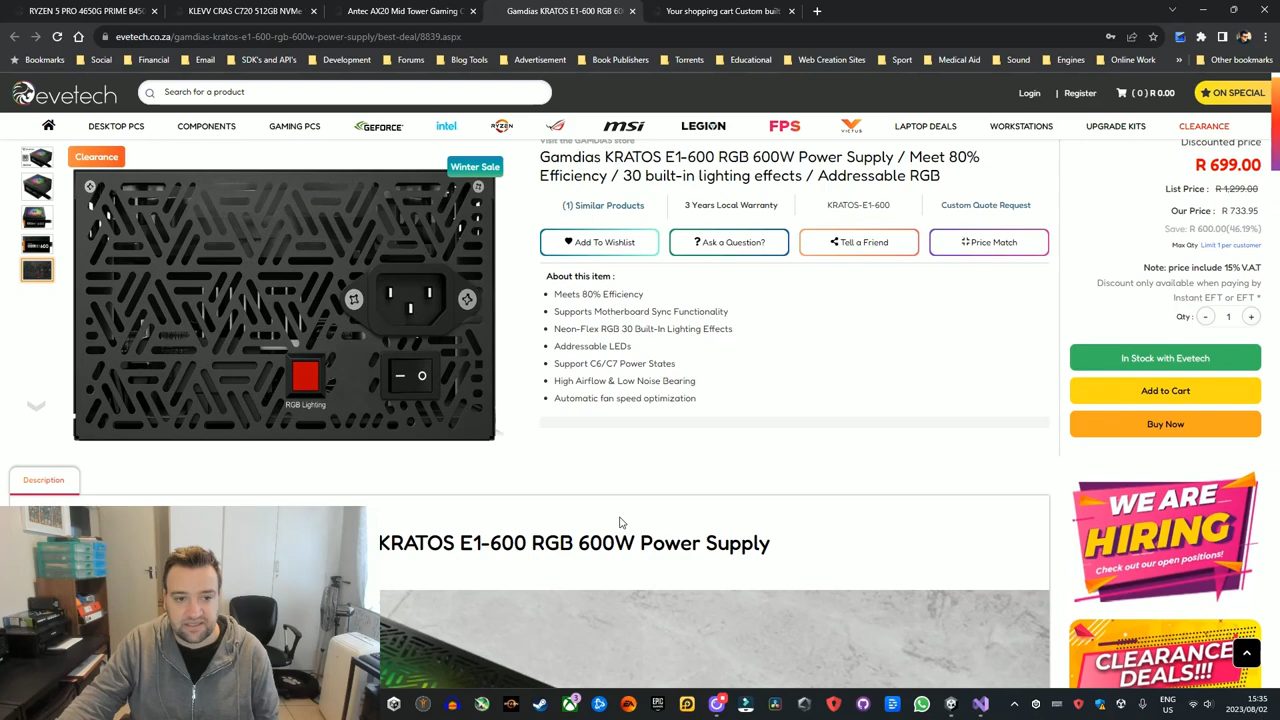 RYZEN 5 PRO 4650G PRIME B45
KLEVV CRAS C720 512GB NVMe
Antec AX20 Mid Tower Gaming C
Gamdias KRATOS E1-600 RGB 60
Your shopping cart Custom built
evetech.co.za/gamdias-kratos-e1-600-rgb-600w-power-supply/best-deal/8839.aspx
Bookmarks Social Financial Email SDK's and API's Development Forums Blog Tools Advertisement Book Publishers Torrents Educational Web Creation Sites Sport Medical Aid Sound Engines Online Work » Other bookmarks
evetech
Search for a product
Login | Register ( 0 ) R 0.00 ON SPECIAL
DESKTOP PCS COMPONENTS GAMING PCS GEFORCE intel RYZEN msi LEGION FPS VICTUS LAPTOP DEALS WORKSTATIONS UPGRADE KITS CLEARANCE
Clearance
Winter Sale
RGB Lighting
Visit the GAMDIAS store
Gamdias KRATOS E1-600 RGB 600W Power Supply / Meet 80%
Efficiency / 30 built-in lighting effects / Addressable RGB
(1) Similar Products 3 Years Local Warranty KRATOS-E1-600 Custom Quote Request
Add To Wishlist ? Ask a Question? Tell a Friend Price Match
About this item :
Meets 80% Efficiency
Supports Motherboard Sync Functionality
Neon-Flex RGB 30 Built-In Lighting Effects
Addressable LEDs
Support C6/C7 Power States
High Airflow & Low Noise Bearing
Automatic fan speed optimization
Discounted price
R 699.00
List Price : R 1,299.00
Our Price : R 733.95
Save: R 600.00(46.19%)
Max Qty Limit 1 per customer
Note: price include 15% V.A.T
Discount only available when paying by
Instant EFT or EFT *
Qty : - 1 +
In Stock with Evetech
Add to Cart
Buy Now
Description
KRATOS E1-600 RGB 600W Power Supply
WE ARE
HIRING
Check out our open positions!
CLEARANCE
DEALS!!!
EPIC
3
ENG
US
15:35
2023/08/02